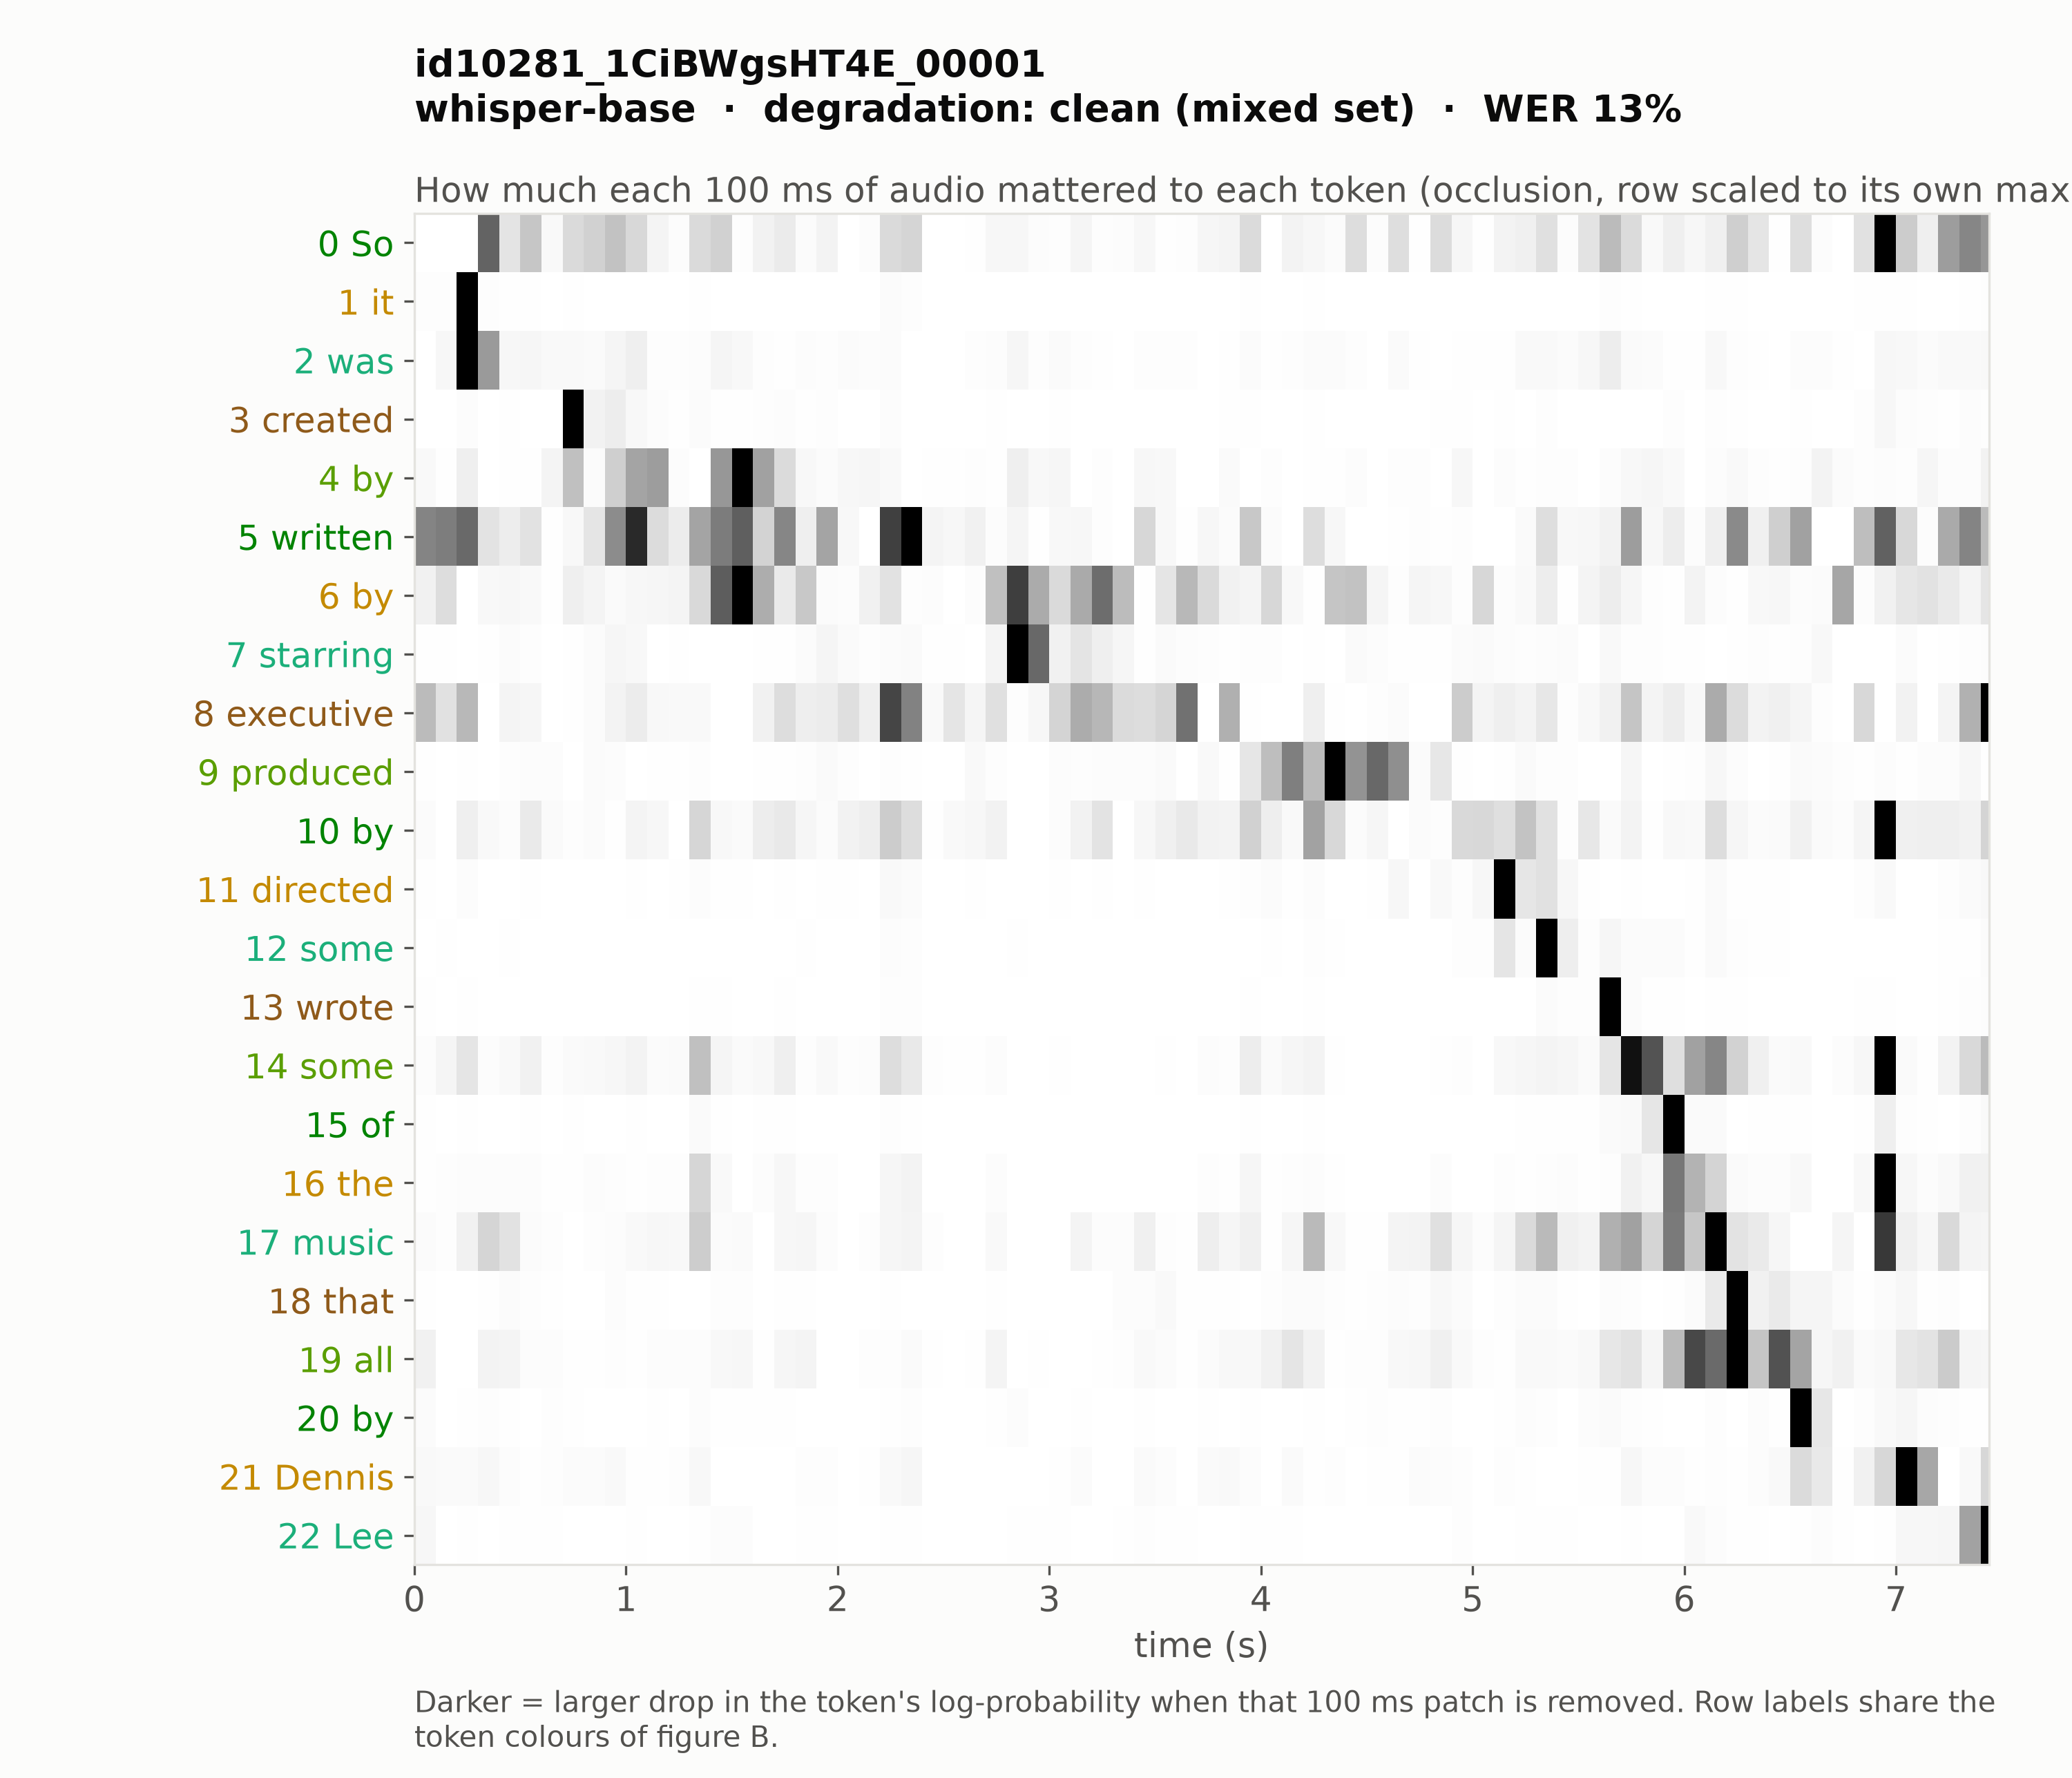 id10281_1CiBWgsHT4E_00001
whisper-base · degradation: clean (mixed set) · WER 13%
How much each 100 ms of audio mattered to each token (occlusion, row scaled to its own max
0 So
1 it
2 was
3 created
4 by
5 written
6 by
7 starring
8 executive
9 produced
10 by
11 directed
12 some
13 wrote
14 some
15 of
16 the
17 music
18 that
19 all
20 by
21 Dennis
22 Lee
0 1 2 3 4 5 6 7
time (s)
Darker = larger drop in the token's log-probability when that 100 ms patch is removed. Row labels share the
token colours of figure B.